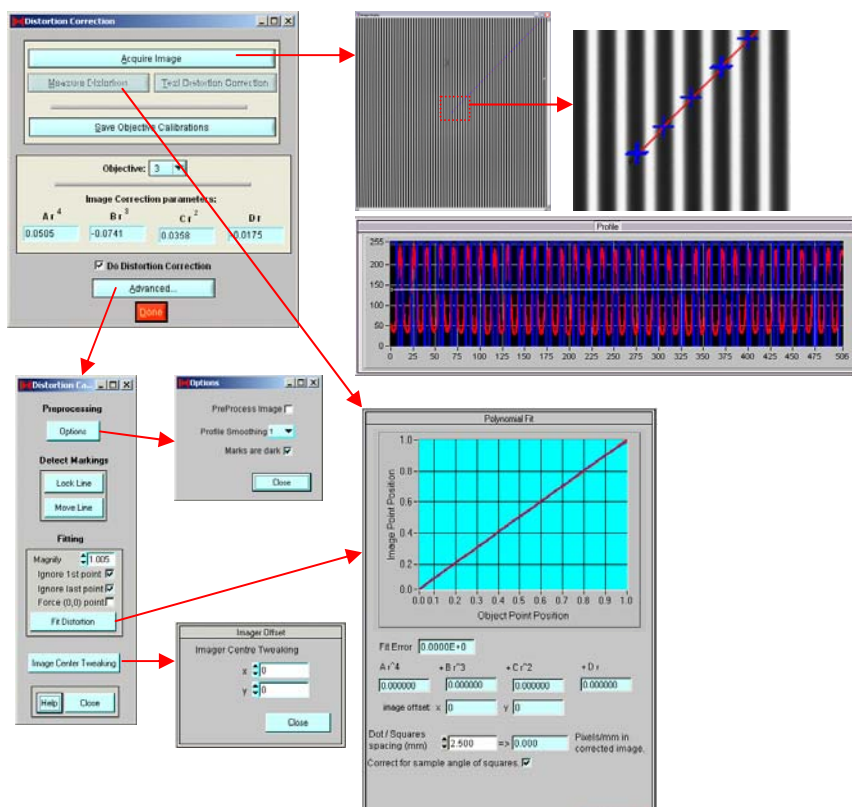 Distortion Correction
Acquire Image
Measure Distortion
Test Distortion Correction
Save Objective Calibrations
Objective: 3
Image Correction parameters:
A r 4
B r 3
C r 2
D r
0.0505
-0.0741
0.0358
-0.0175
Do Distortion Correction
Advanced...
Done
Profile
255
200
150
100
50
0
0 25 50 75 100 125 150 175 200 225 250 275 300 325 350 375 400 425 450 475 506
Distortion Ca...
Preprocessing
Options
Detect Markings
Lock Line
Move Line
Fitting
Magnify 1.005
Ignore 1st point
Ignore last point
Force (0,0) point
Fit Distortion
Image Center Tweaking
Help
Close
Options
PreProcess Image
Profile Smoothing 1
Marks are dark
Close
Imager Offset
Imager Centre Tweaking
x 0
y 0
Close
Polynomial Fit
Image Point Position
1.0
0.8
0.6
0.4
0.2
0.0
0.0 0.1 0.2 0.3 0.4 0.5 0.6 0.7 0.8 0.9 1.0
Object Point Position
Fit Error 0.0000E+0
A r^4
+ B r^3
+ C r^2
+ D r
0.000000
0.000000
0.000000
0.000000
image offset: x 0 y 0
Dot / Squares spacing (mm) 2.500 => 0.000 Pixels/mm in corrected image.
Correct for sample angle of squares.